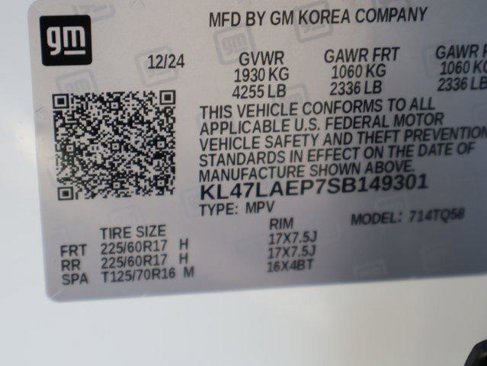 gm
MFD BY GM KOREA COMPANY
12/24 GVWR GAWR FRT GAWR
1930 KG 1060 KG 1060 KG
4255 LB 2336 LB 2336 LB
THIS VEHICLE CONFORMS TO ALL
APPLICABLE U.S. FEDERAL MOTOR
VEHICLE SAFETY AND THEFT PREVENTION
STANDARDS IN EFFECT ON THE DATE OF
MANUFACTURE SHOWN ABOVE.
KL47LAEP7SB149301
TYPE: MPV MODEL: 714TQ58
TIRE SIZE RIM
FRT 225/60R17 H 17X7.5J
RR 225/60R17 H 17X7.5J
SPA T125/70R16 M 16X4BT